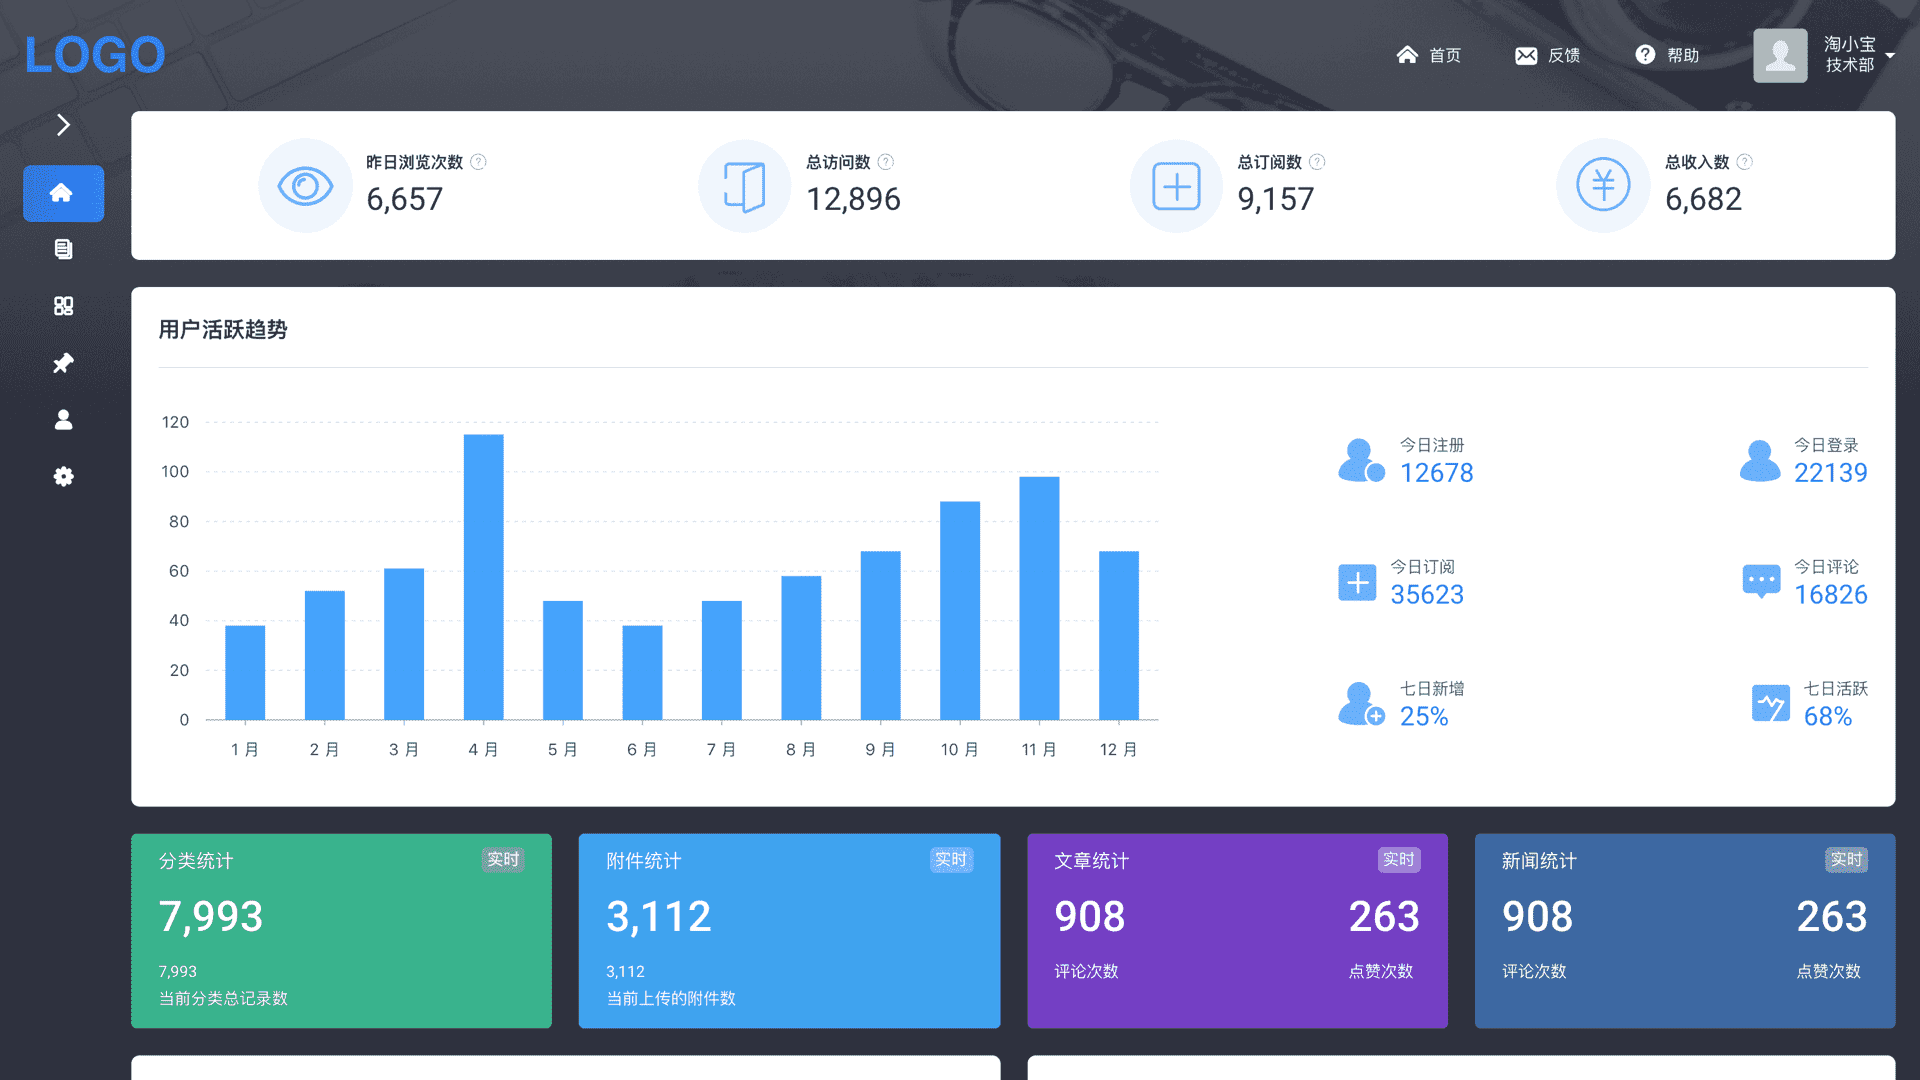 LOGO
首页
反馈
帮助
淘小宝
技术部
昨日浏览次数
6,657
总访问数
12,896
总订阅数
9,157
总收入数
6,682
用户活跃趋势
120
100
80
60
40
20
0
1 月 2 月 3 月 4 月 5 月 6 月 7 月 8 月 9 月 10 月 11 月 12 月
今日注册
12678
今日登录
22139
今日订阅
35623
今日评论
16826
七日新增
25%
七日活跃
68%
分类统计 实时
7,993
7,993
当前分类总记录数
附件统计 实时
3,112
3,112
当前上传的附件数
文章统计 实时
908 263
评论次数 点赞次数
新闻统计 实时
908 263
评论次数 点赞次数